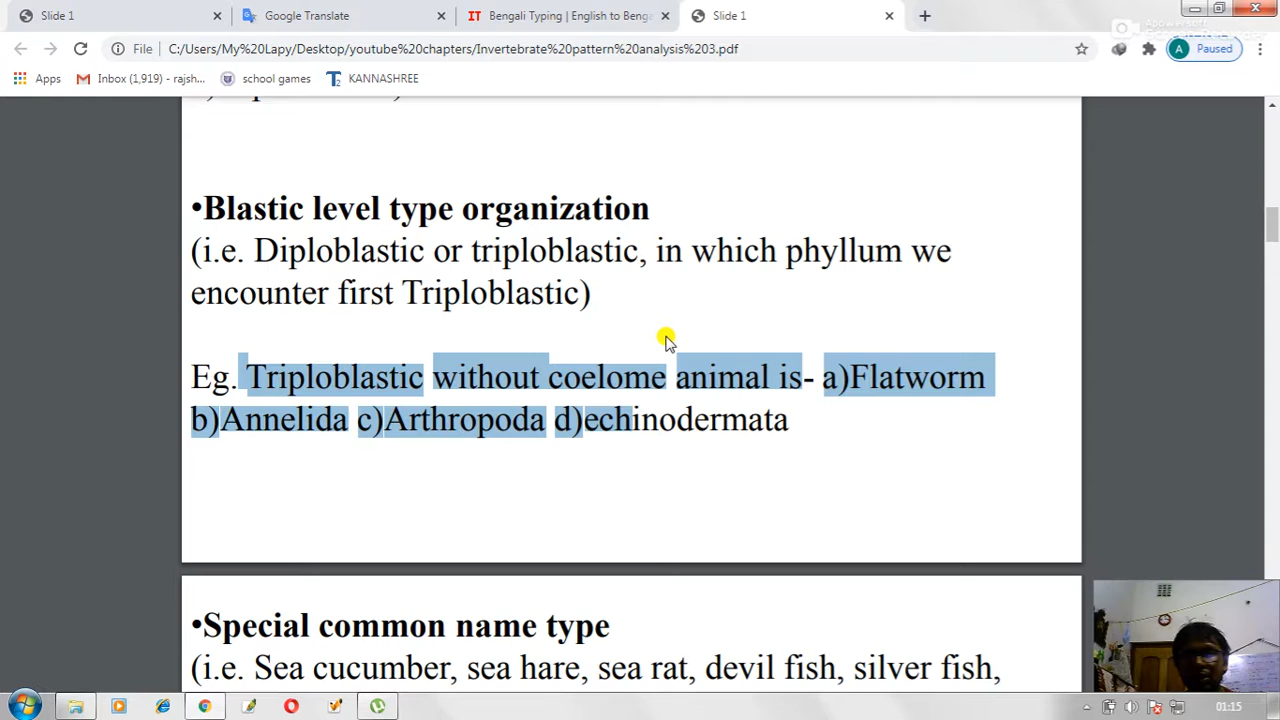 Slide 1
Google Translate
Bengali Typing | English to Beng
Slide 1
File
C:/Users/My%20Lapy/Desktop/youtube%20chapters/Invertebrate%20pattern%20analysis%203.pdf
A Paused
Apps
Inbox (1,919) - rajsh...
school games
KANNASHREE
•Blastic level type organization
(i.e. Diploblastic or triploblastic, in which phyllum we
encounter first Triploblastic)
Eg. Triploblastic without coelome animal is- a)Flatworm
b)Annelida c)Arthropoda d)echinodermata
•Special common name type
(i.e. Sea cucumber, sea hare, sea rat, devil fish, silver fish,
01:15